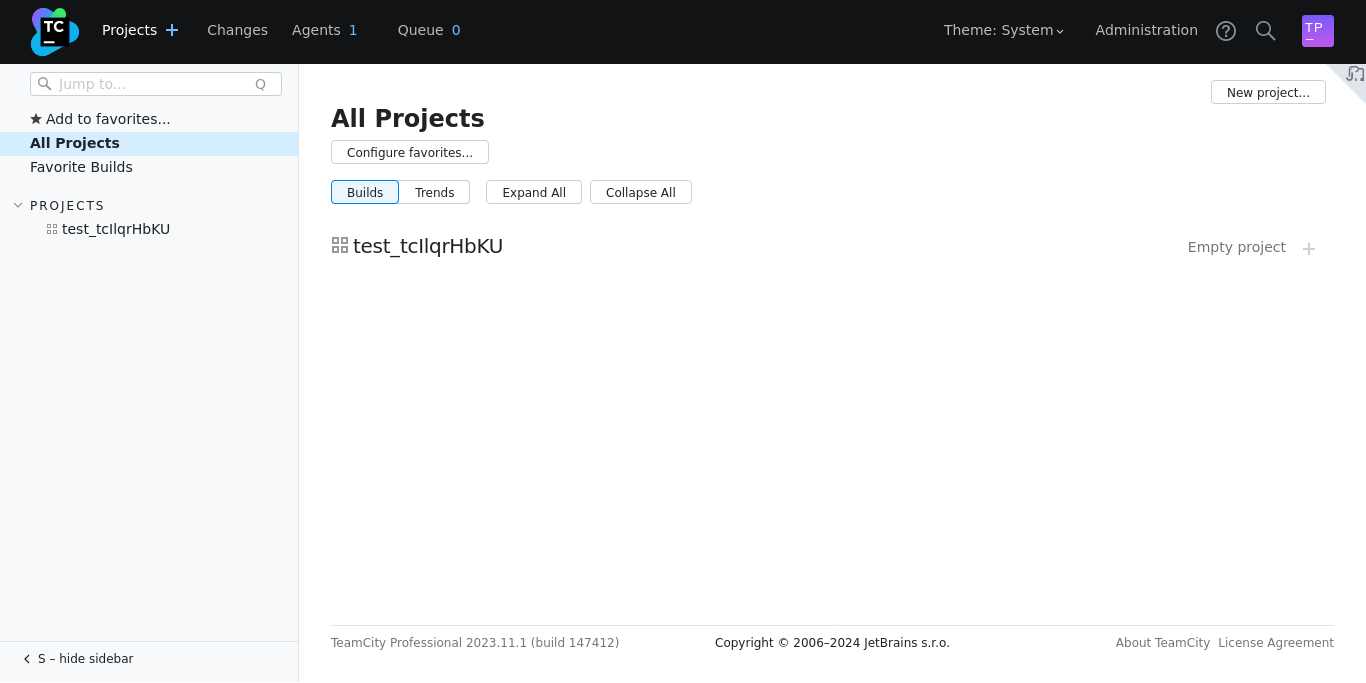 TC Projects Changes Agents 1 Queue 0 Theme: System Administration TP
Jump to... Q
New project...
Add to favorites...
All Projects
All Projects
Configure favorites...
Favorite Builds
Builds Trends Expand All Collapse All
PROJECTS
test_tcIlqrHbKU
test_tcIlqrHbKU Empty project
TeamCity Professional 2023.11.1 (build 147412) Copyright © 2006–2024 JetBrains s.r.o. About TeamCity License Agreement
S – hide sidebar